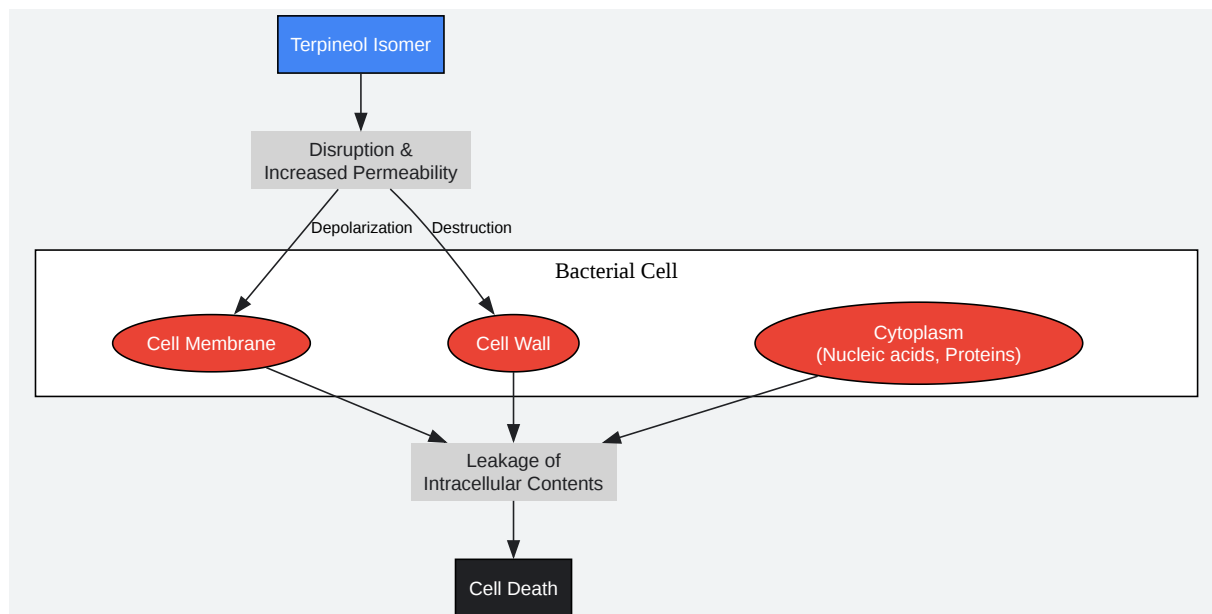 Terpineol Isomer
Disruption &
Increased Permeability
Depolarization
Destruction
Bacterial Cell
Cell Membrane
Cell Wall
Cytoplasm
(Nucleic acids, Proteins)
Leakage of
Intracellular Contents
Cell Death